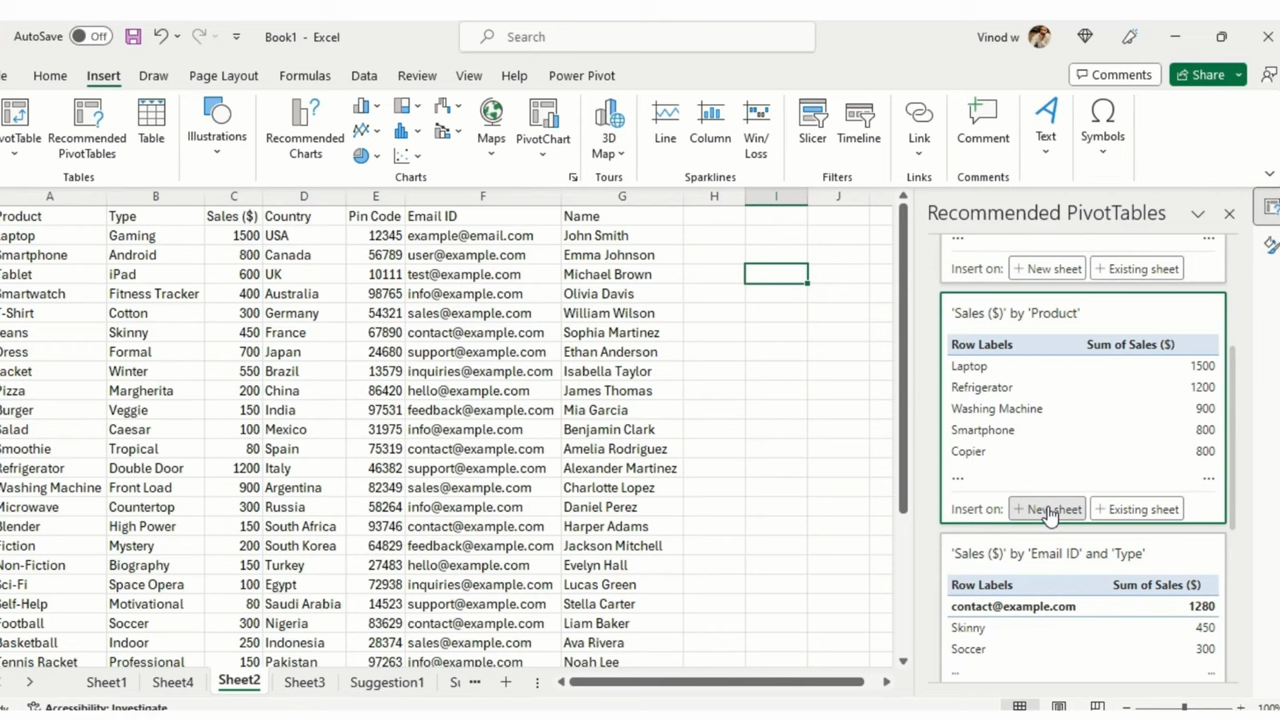 AutoSave Off Book1 - Excel Search Vinod w
Home Insert Draw Page Layout Formulas Data Review View Help Power Pivot Comments Share
PivotTable Recommended PivotTables Table Illustrations Recommended Charts Maps PivotChart 3D Map Line Column Win/Loss Slicer Timeline Link Comment Text Symbols
Tables Charts Tours Sparklines Filters Links Comments
A B C D E F G H I J
Product Type Sales ($) Country Pin Code Email ID Name
Laptop Gaming 1500 USA 12345 example@email.com John Smith
Smartphone Android 800 Canada 56789 user@example.com Emma Johnson
Tablet iPad 600 UK 10111 test@example.com Michael Brown
Smartwatch Fitness Tracker 400 Australia 98765 info@example.com Olivia Davis
T-Shirt Cotton 300 Germany 54321 sales@example.com William Wilson
eans Skinny 450 France 67890 contact@example.com Sophia Martinez
Dress Formal 700 Japan 24680 support@example.com Ethan Anderson
acket Winter 550 Brazil 13579 inquiries@example.com Isabella Taylor
Pizza Margherita 200 China 86420 hello@example.com James Thomas
Burger Veggie 150 India 97531 feedback@example.com Mia Garcia
Salad Caesar 100 Mexico 31975 info@example.com Benjamin Clark
Smoothie Tropical 80 Spain 75319 contact@example.com Amelia Rodriguez
Refrigerator Double Door 1200 Italy 46382 support@example.com Alexander Martinez
Washing Machine Front Load 900 Argentina 82349 sales@example.com Charlotte Lopez
Microwave Countertop 300 Russia 58264 info@example.com Daniel Perez
Blender High Power 150 South Africa 93746 contact@example.com Harper Adams
Fiction Mystery 200 South Korea 64829 feedback@example.com Jackson Mitchell
Non-Fiction Biography 150 Turkey 27483 hello@example.com Evelyn Hall
Sci-Fi Space Opera 100 Egypt 72938 inquiries@example.com Lucas Green
Self-Help Motivational 80 Saudi Arabia 14523 support@example.com Stella Carter
Football Soccer 300 Nigeria 83629 contact@example.com Liam Baker
Basketball Indoor 250 Indonesia 28374 sales@example.com Ava Rivera
Tennis Racket Professional 150 Pakistan 97263 info@example.com Noah Lee
Sheet1 Sheet4 Sheet2 Sheet3 Suggestion1
Accessibility: Investigate
100%
Recommended PivotTables
... ...
Insert on: + New sheet + Existing sheet
'Sales ($)' by 'Product'
Row Labels Sum of Sales ($)
Laptop 1500
Refrigerator 1200
Washing Machine 900
Smartphone 800
Copier 800
... ...
Insert on: + New sheet + Existing sheet
'Sales ($)' by 'Email ID' and 'Type'
Row Labels Sum of Sales ($)
contact@example.com 1280
Skinny 450
Soccer 300
... ...